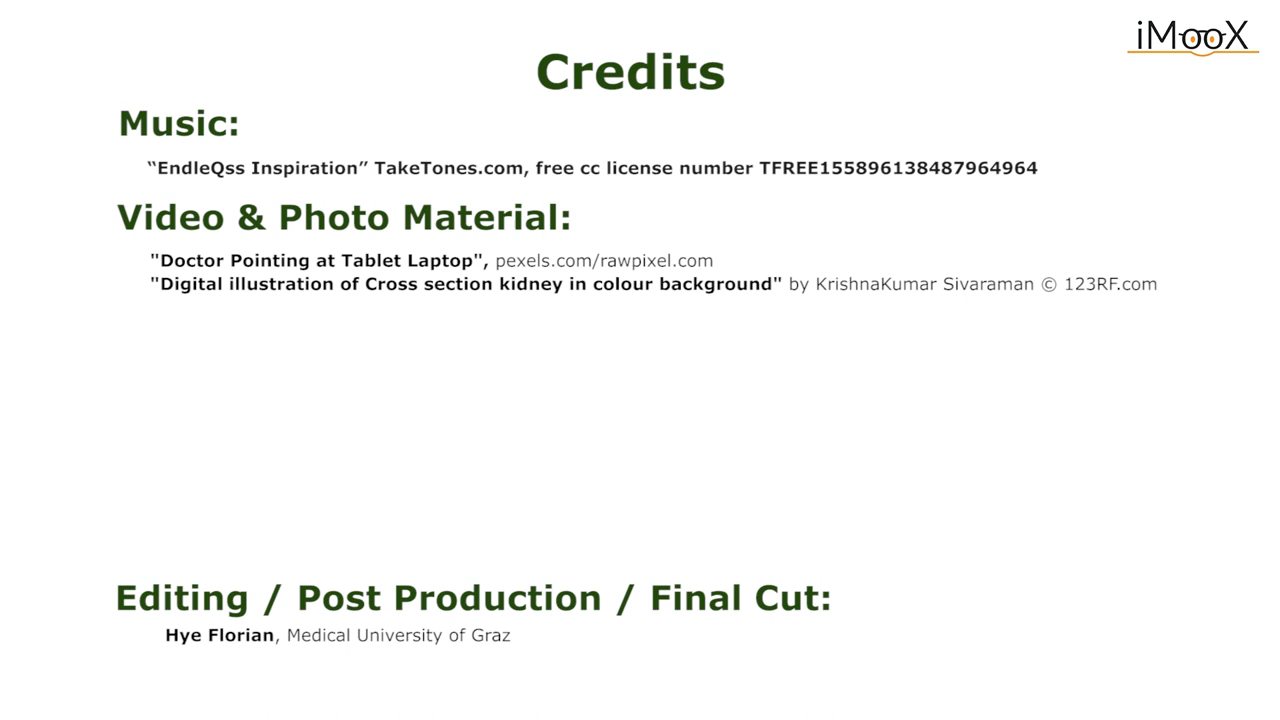 iMooX
Credits
Music:
“EndleQss Inspiration” TakeTones.com, free cc license number TFREE1558961384879649​64
Video & Photo Material:
"Doctor Pointing at Tablet Laptop", pexels.com/rawpixel.com
"Digital illustration of Cross section kidney in colour background" by KrishnaKumar Sivaraman © 123RF.com
Editing / Post Production / Final Cut:
Hye Florian, Medical University of Graz